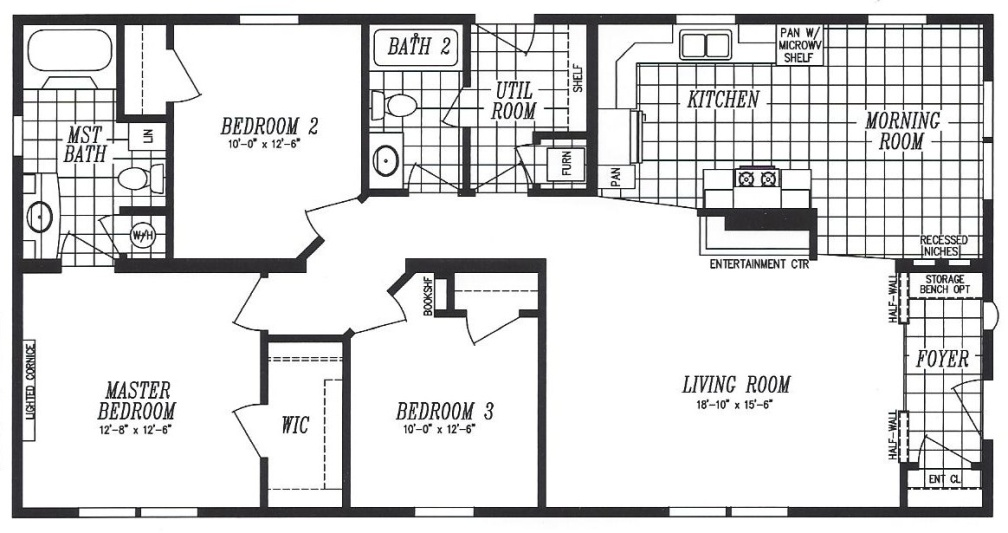 BATH 2
PAN W/
MICROWV
SHELF
SHELF
UTIL
ROOM
KITCHEN
MORNING
ROOM
BEDROOM 2
10'-0" x 12'-6"
LIN
MST
BATH
FURN
PAN
W/H
RECESSED
NICHES
ENTERTAINMENT CTR
STORAGE
BENCH OPT
HALF-WALL
BOOKSHF
FOYER
LIGHTED CORNICE
MASTER
BEDROOM
12'-8" x 12'-6"
WIC
BEDROOM 3
10'-0" x 12'-6"
LIVING ROOM
18'-10" x 15'-6"
HALF-WALL
ENT CL